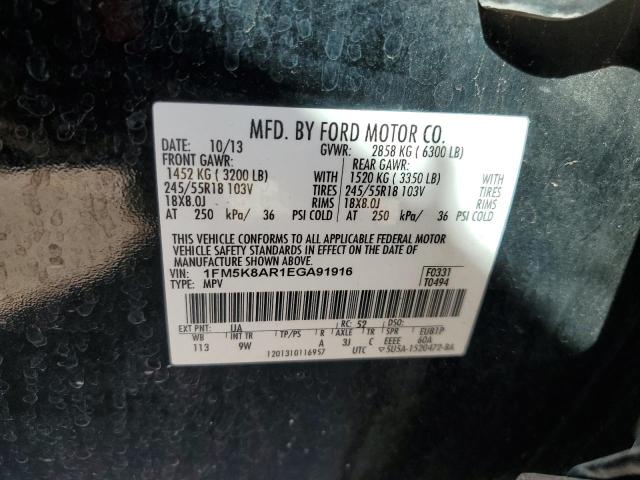 MFD. BY FORD MOTOR CO.
DATE: 10/13 GVWR: 2858 KG ( 6300 LB)
FRONT GAWR: REAR GAWR:
1452 KG ( 3200 LB) WITH 1520 KG ( 3350 LB) WITH
245/55R18 103V TIRES 245/55R18 103V TIRES
18X8.0J RIMS 18X8.0J RIMS
AT 250 kPa/ 36 PSI COLD AT 250 kPa/ 36 PSI COLD
THIS VEHICLE CONFORMS TO ALL APPLICABLE FEDERAL MOTOR
VEHICLE SAFETY STANDARDS IN EFFECT ON THE DATE OF
MANUFACTURE SHOWN ABOVE.
VIN: 1FM5K8AR1EGA91916 F0331
TYPE: MPV T0494
EXT PNT: UA RC: 52 DSO:
WB INT TR TP/PS R AXLE TR SPR EUB1P
113 9W A 3J C EEEE 60A
1201310116957 UTC ▽5U5A-1520472-BA